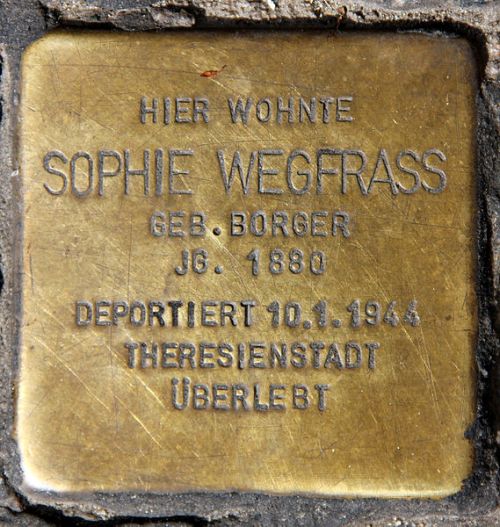 HIER WOHNTE
SOPHIE WEGFRASS
GEB. BORGER
JG. 1880
DEPORTIERT 10.1.1944
THERESIENSTADT
ÜBERLEBT